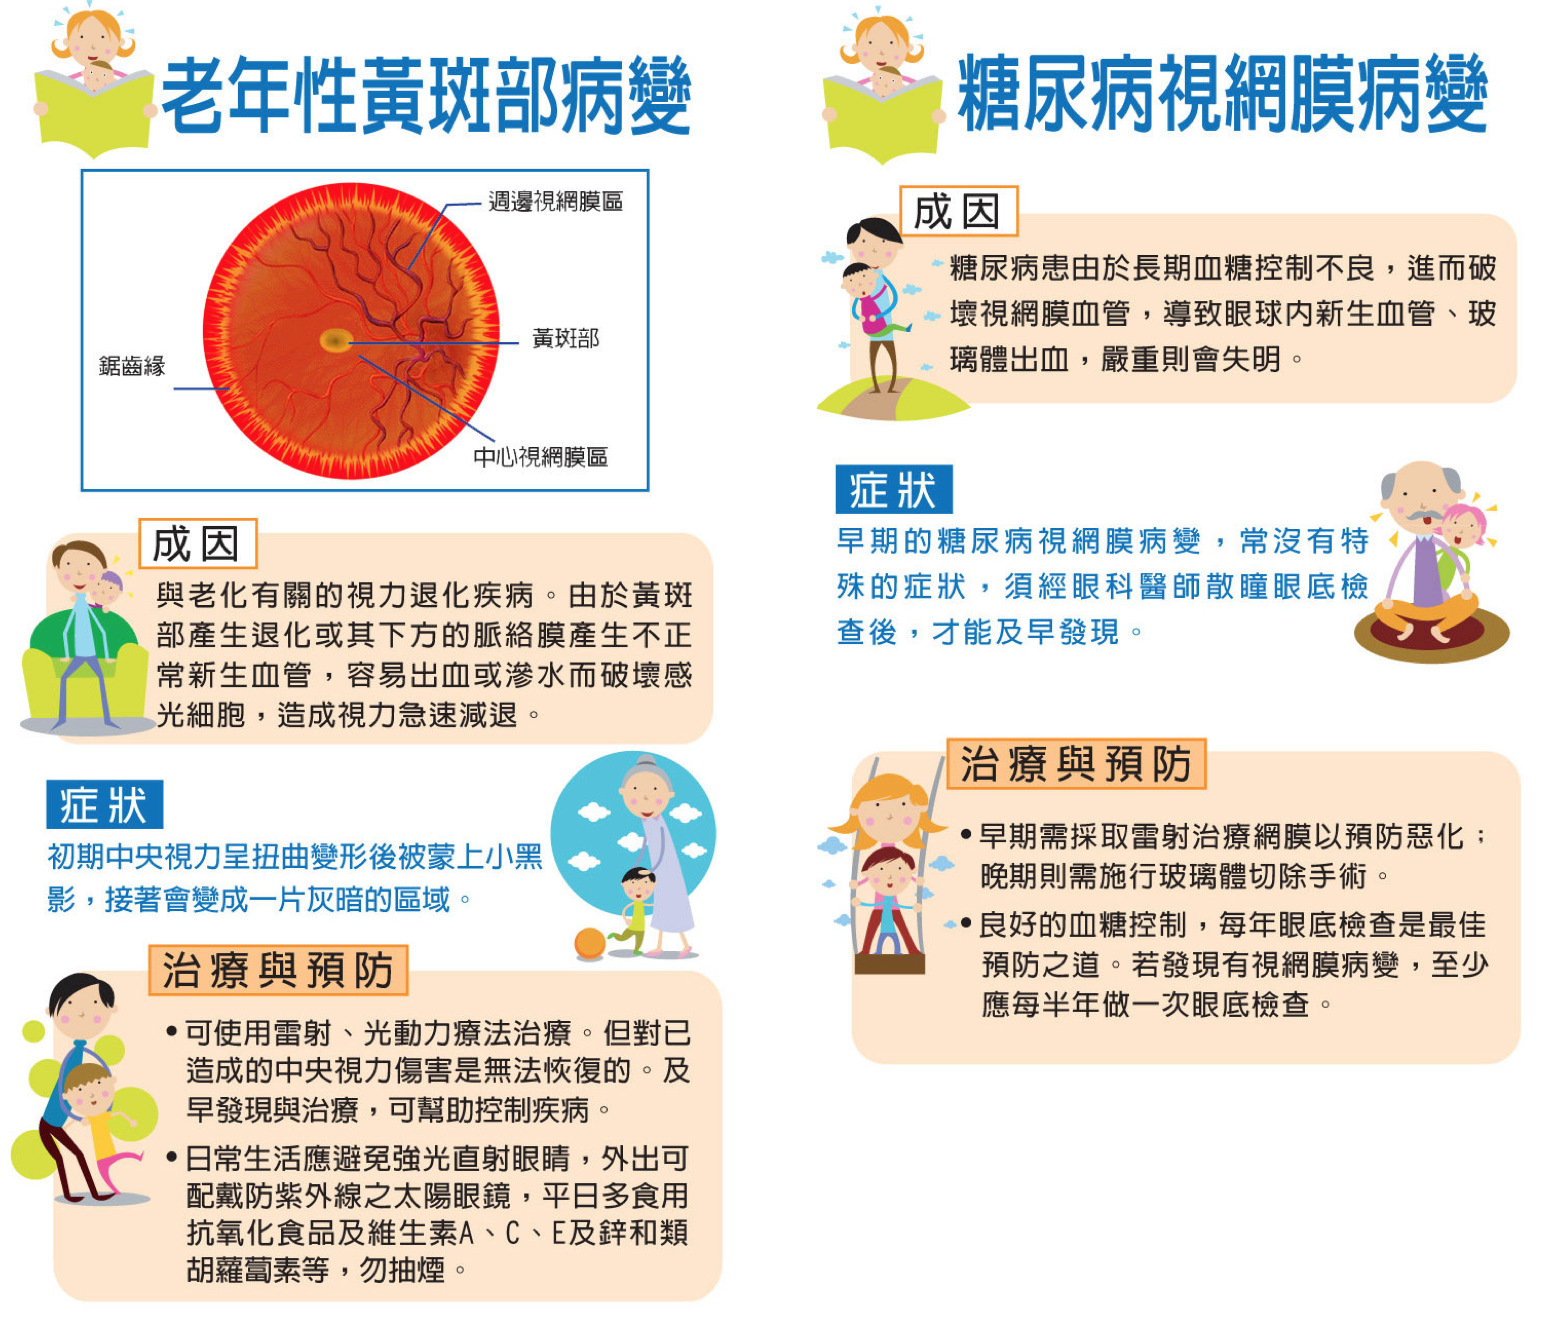 老年性黃斑部病變
週邊視網膜區
黃斑部
鋸齒緣
中心視網膜區
成因
與老化有關的視力退化疾病。由於黃斑
部產生退化或其下方的脈絡膜產生不正
常新生血管，容易出血或滲水而破壞感
光細胞，造成視力急速減退。
症狀
初期中央視力呈扭曲變形後被蒙上小黑
影，接著會變成一片灰暗的區域。
治療與預防
•可使用雷射、光動力療法治療。但對已
造成的中央視力傷害是無法恢復的。及
早發現與治療，可幫助控制疾病。
•日常生活應避免強光直射眼睛，外出可
配戴防紫外線之太陽眼鏡，平日多食用
抗氧化食品及維生素A、C、E及鋅和類
胡蘿蔔素等，勿抽煙。
糖尿病視網膜病變
成因
糖尿病患由於長期血糖控制不良，進而破
壞視網膜血管，導致眼球內新生血管、玻
璃體出血，嚴重則會失明。
症狀
早期的糖尿病視網膜病變，常沒有特
殊的症狀，須經眼科醫師散瞳眼底檢
查後，才能及早發現。
治療與預防
•早期需採取雷射治療網膜以預防惡化；
晚期則需施行玻璃體切除手術。
•良好的血糖控制，每年眼底檢查是最佳
預防之道。若發現有視網膜病變，至少
應每半年做一次眼底檢查。